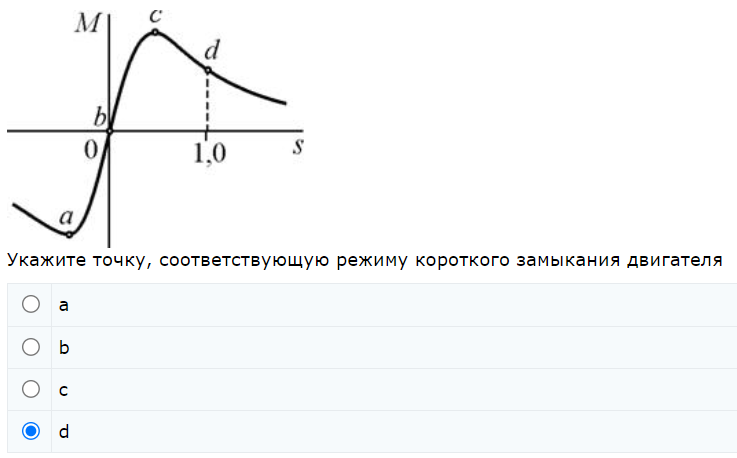 M
c
d
b
0
1,0
s
a
Укажите точку, соответствующую режиму короткого замыкания двигателя
a
b
c
d